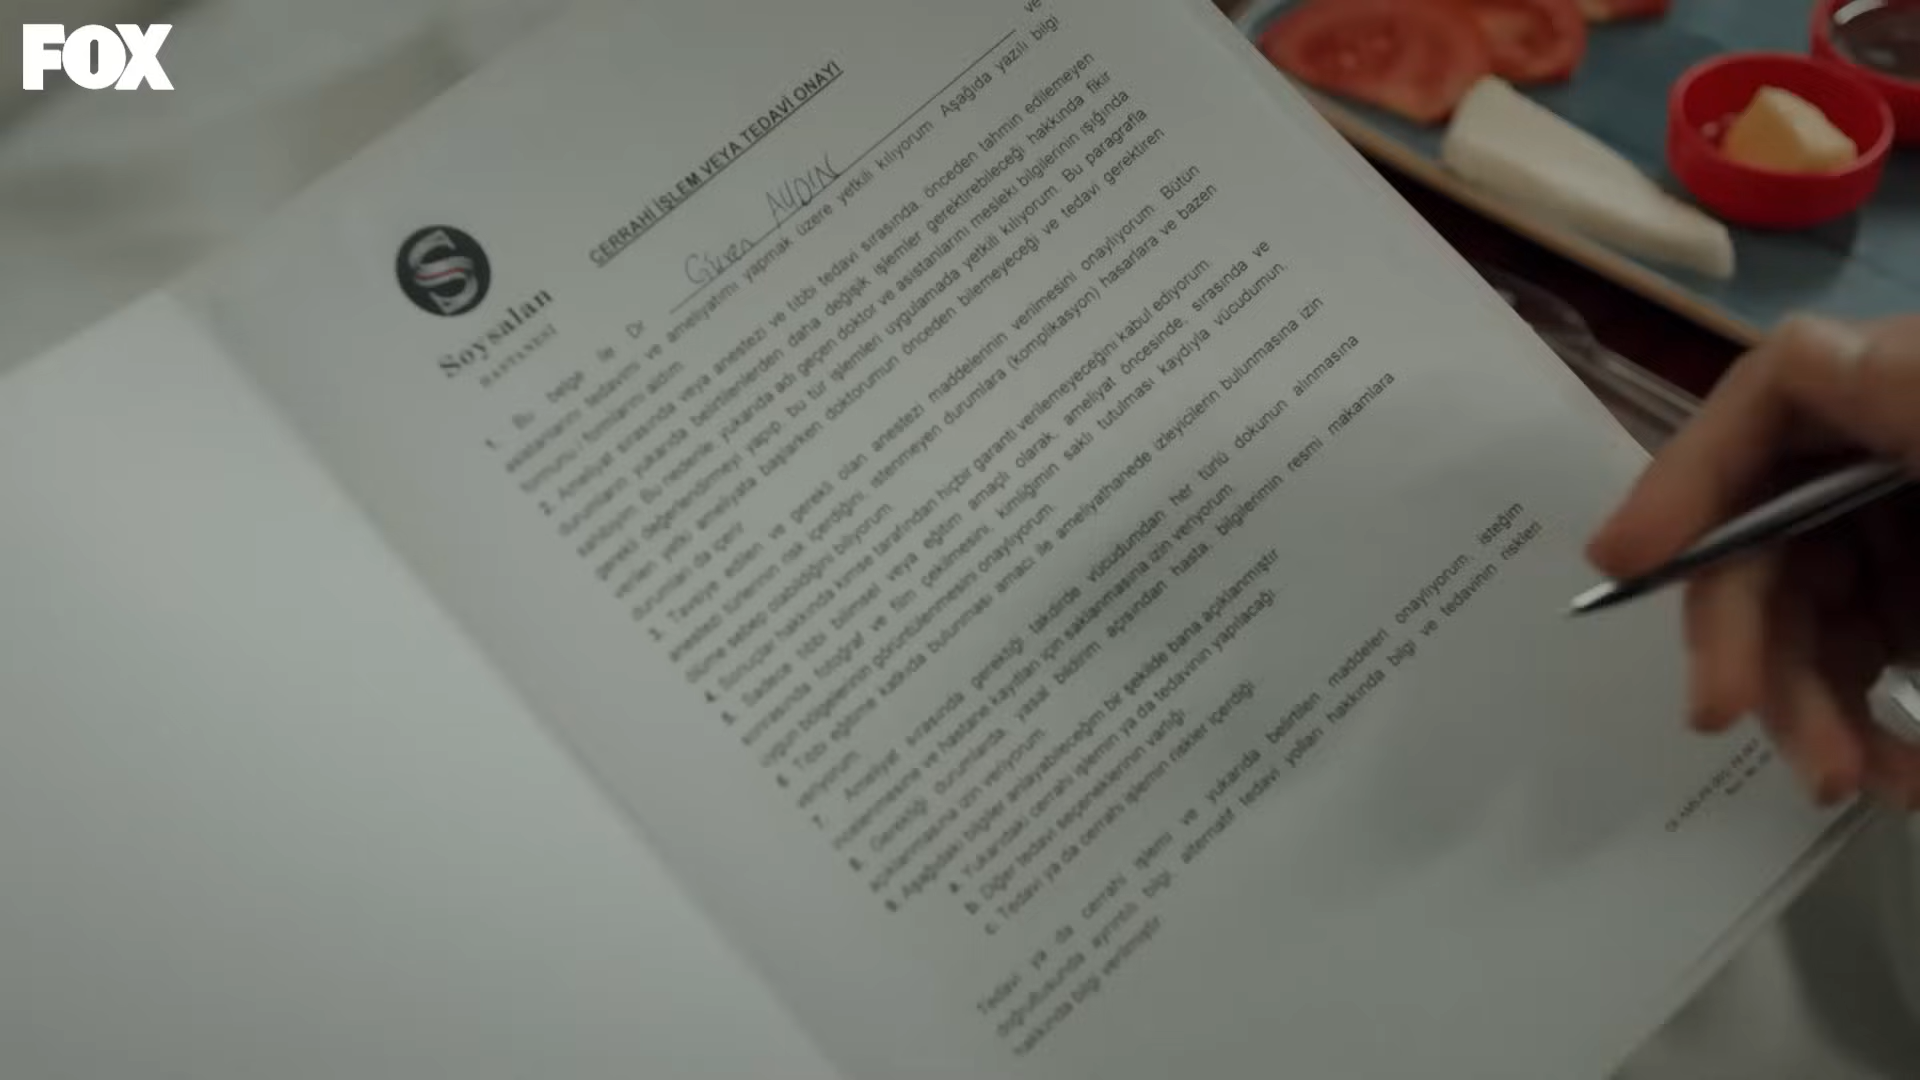 FOX
Soysalan
HASTANESİ
CERRAHİ İŞLEM VEYA TEDAVİ ONAYI
1. Bu belge ile Dr Güven AYDIN ve
asistanlarını tedavimi ve ameliyatımı yapmak üzere yetkili kılıyorum Aşağıda yazılı bilgi
formunu / formlarını aldım.
2. Ameliyat sırasında veya anestezi ve tıbbi tedavi sırasında önceden tahmin edilemeyen
durumların yukarıda belirtilenlerden daha değişik işlemler gerektirebileceği hakkında fikir
sahibiyim. Bu nedenle, yukarıda adı geçen doktor ve asistanlarını mesleki bilgilerinin ışığında
gerekli değerlendirmeyi yapıp, bu tür işlemleri uygulamada yetkili kılıyorum. Bu paragrafla
verilen yetki ameliyata başlarken doktorumun önceden bilemeyeceği ve tedavi gerektiren
durumları da içerir.
3. Tavsiye edilen ve gerekli olan anestezi maddelerinin verilmesini onaylıyorum. Bütün
anestezi türlerinin risk içerdiğini, istenmeyen durumlara (komplikasyon) hasarlara ve bazen
ölüme sebep olabildiğini biliyorum.
4. Sonuçlar hakkında kimse tarafından hiçbir garanti verilemeyeceğini kabul ediyorum.
5. Sadece tıbbi bilimsel veya eğitim amaçlı olarak, ameliyat öncesinde, sırasında ve
sonrasında fotoğraf ve film çekilmesini, kimliğimin saklı tutulması kaydıyla vücudumun,
uygun bölgelerinin görüntülenmesini onaylıyorum.
6. Tıbbi eğitime katkıda bulunması amacı ile ameliyathanede izleyicilerin bulunmasına izin
veriyorum.
7. Ameliyat sırasında gerektiği takdirde vücudumdan her türlü dokunun alınmasına
incelenmesine ve hastane kayıtları için saklanmasına izin veriyorum.
8. Gerektiği durumlarda, yasal bildirim açısından hasta, bilgilerimin resmi makamlara
açıklanmasına izin veriyorum.
9. Aşağıdaki bilgiler anlayabileceğim bir şekilde bana açıklanmıştır
a. Yukarıdaki cerrahi işlemin ya da tedavinin yapılacağı
b. Diğer tedavi seçeneklerinin varlığı
c. Tedavi ya da cerrahi işlemin riskler içerdiği
Tedavi ya da cerrahi işlemi ve yukarıda belirtilen maddeleri onaylıyorum, isteğim
doğrultusunda ayrıntılı bilgi, alternatif tedavi yolları hakkında bilgi ve tedavinin riskleri
hakkında bilgi verilmiştir